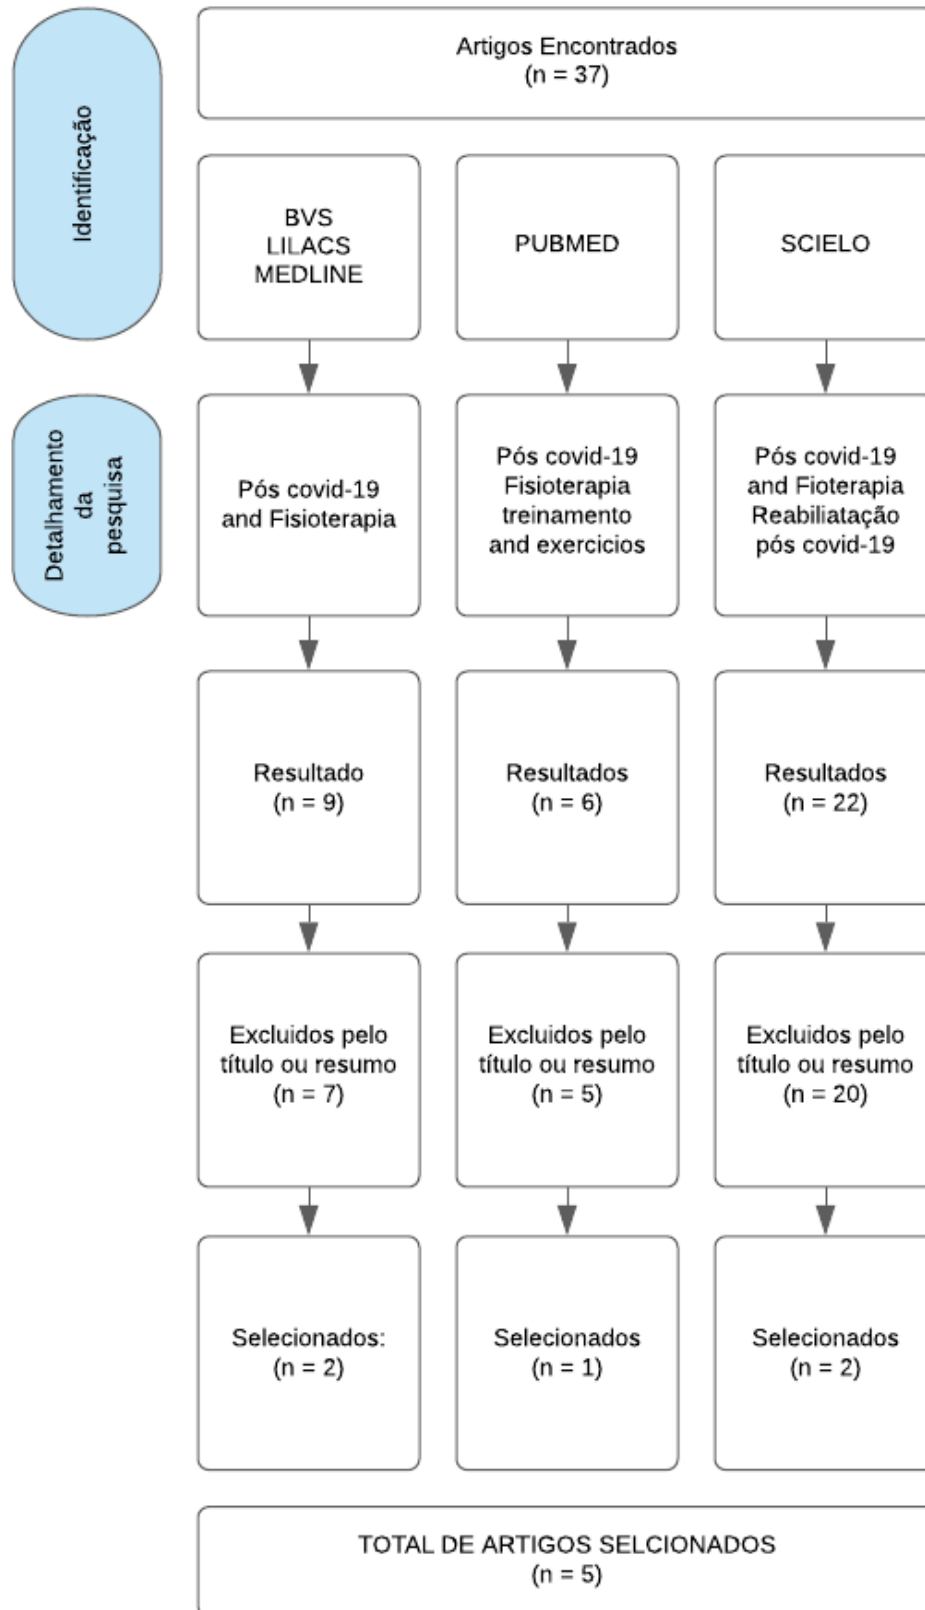 Identificação
Artigos Encontrados
(n = 37)
BVS
LILACS
MEDLINE
PUBMED
SCIELO
Detalhamento
da
pesquisa
Pós covid-19
and Fisioterapia
Pós covid-19
Fisioterapia
treinamento
and exercicios
Pós covid-19
and Fioterapia
Reabiliatação
pós covid-19
Resultado
(n = 9)
Resultados
(n = 6)
Resultados
(n = 22)
Excluidos pelo
título ou resumo
(n = 7)
Excluidos pelo
título ou resumo
(n = 5)
Excluidos pelo
título ou resumo
(n = 20)
Selecionados:
(n = 2)
Selecionados
(n = 1)
Selecionados
(n = 2)
TOTAL DE ARTIGOS SELCIONADOS
(n = 5)